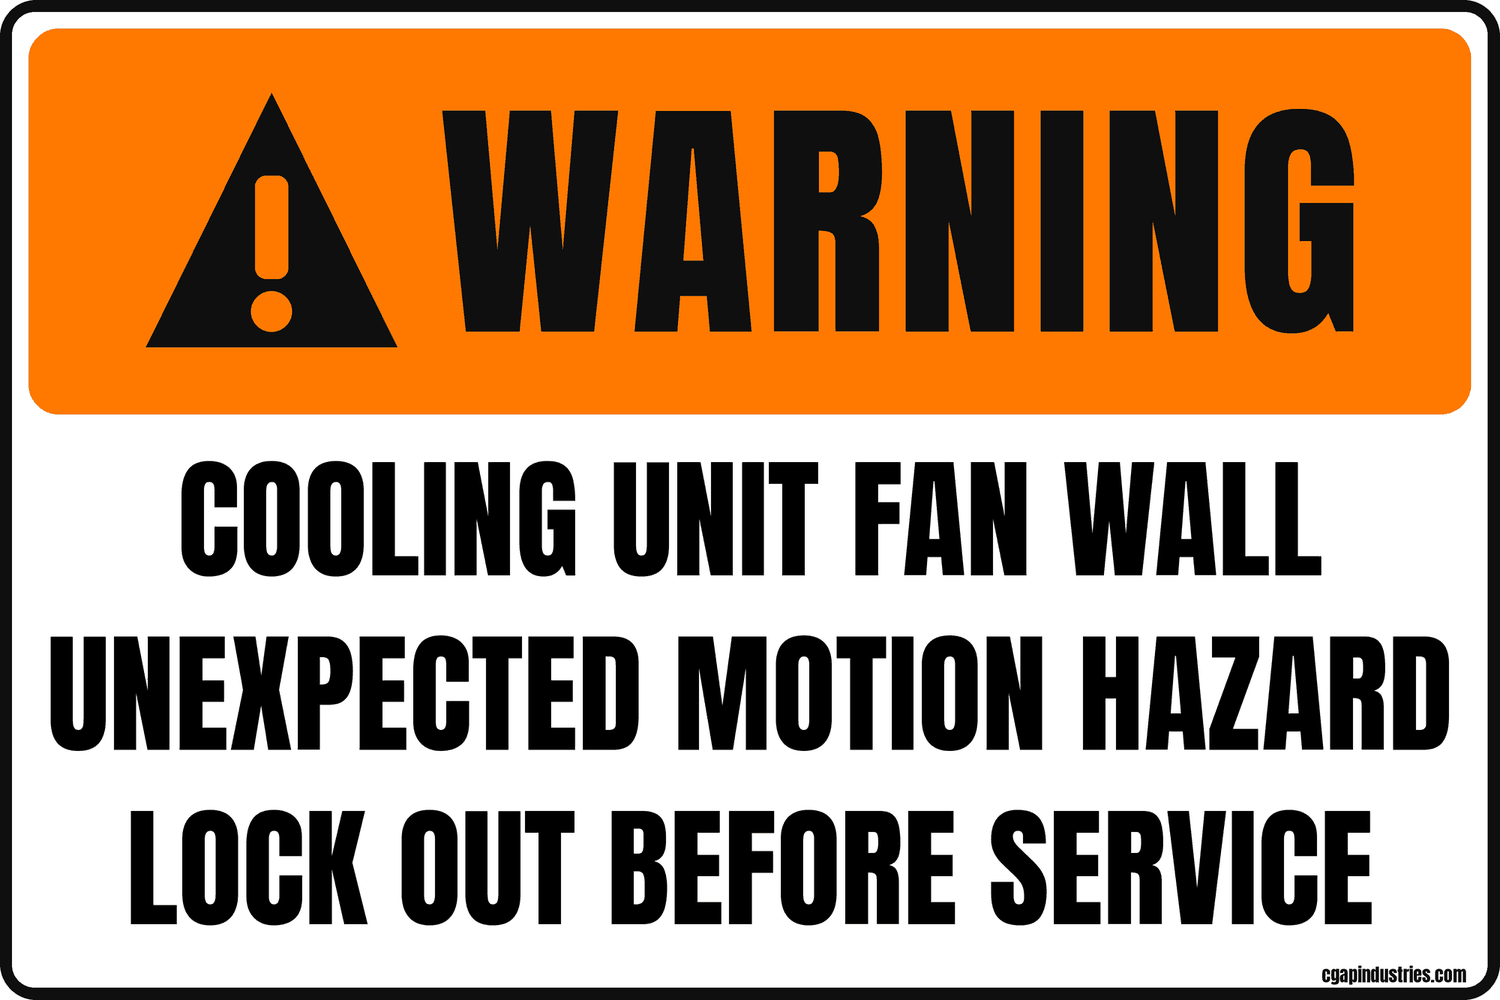 WARNING
COOLING UNIT FAN WALL
UNEXPECTED MOTION HAZARD
LOCK OUT BEFORE SERVICE
cgapindustries.com